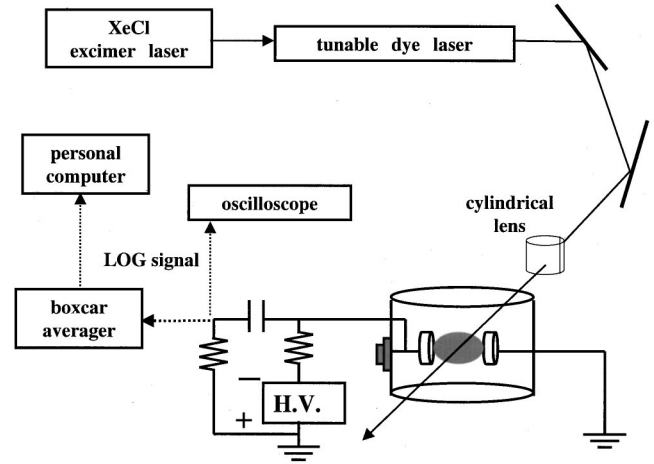 XeCl
excimer laser
tunable dye laser
personal
computer
oscilloscope
cylindrical
lens
LOG signal
boxcar
averager
−
H.V.
+